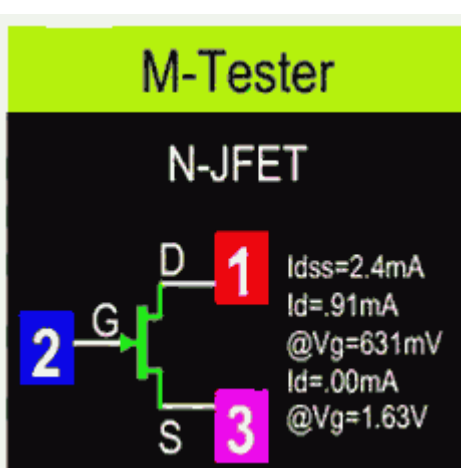 M-Tester
N-JFET
D
1
G
2
S
3
Idss=2.4mA
Id=.91mA
@Vg=631mV
Id=.00mA
@Vg=1.63V